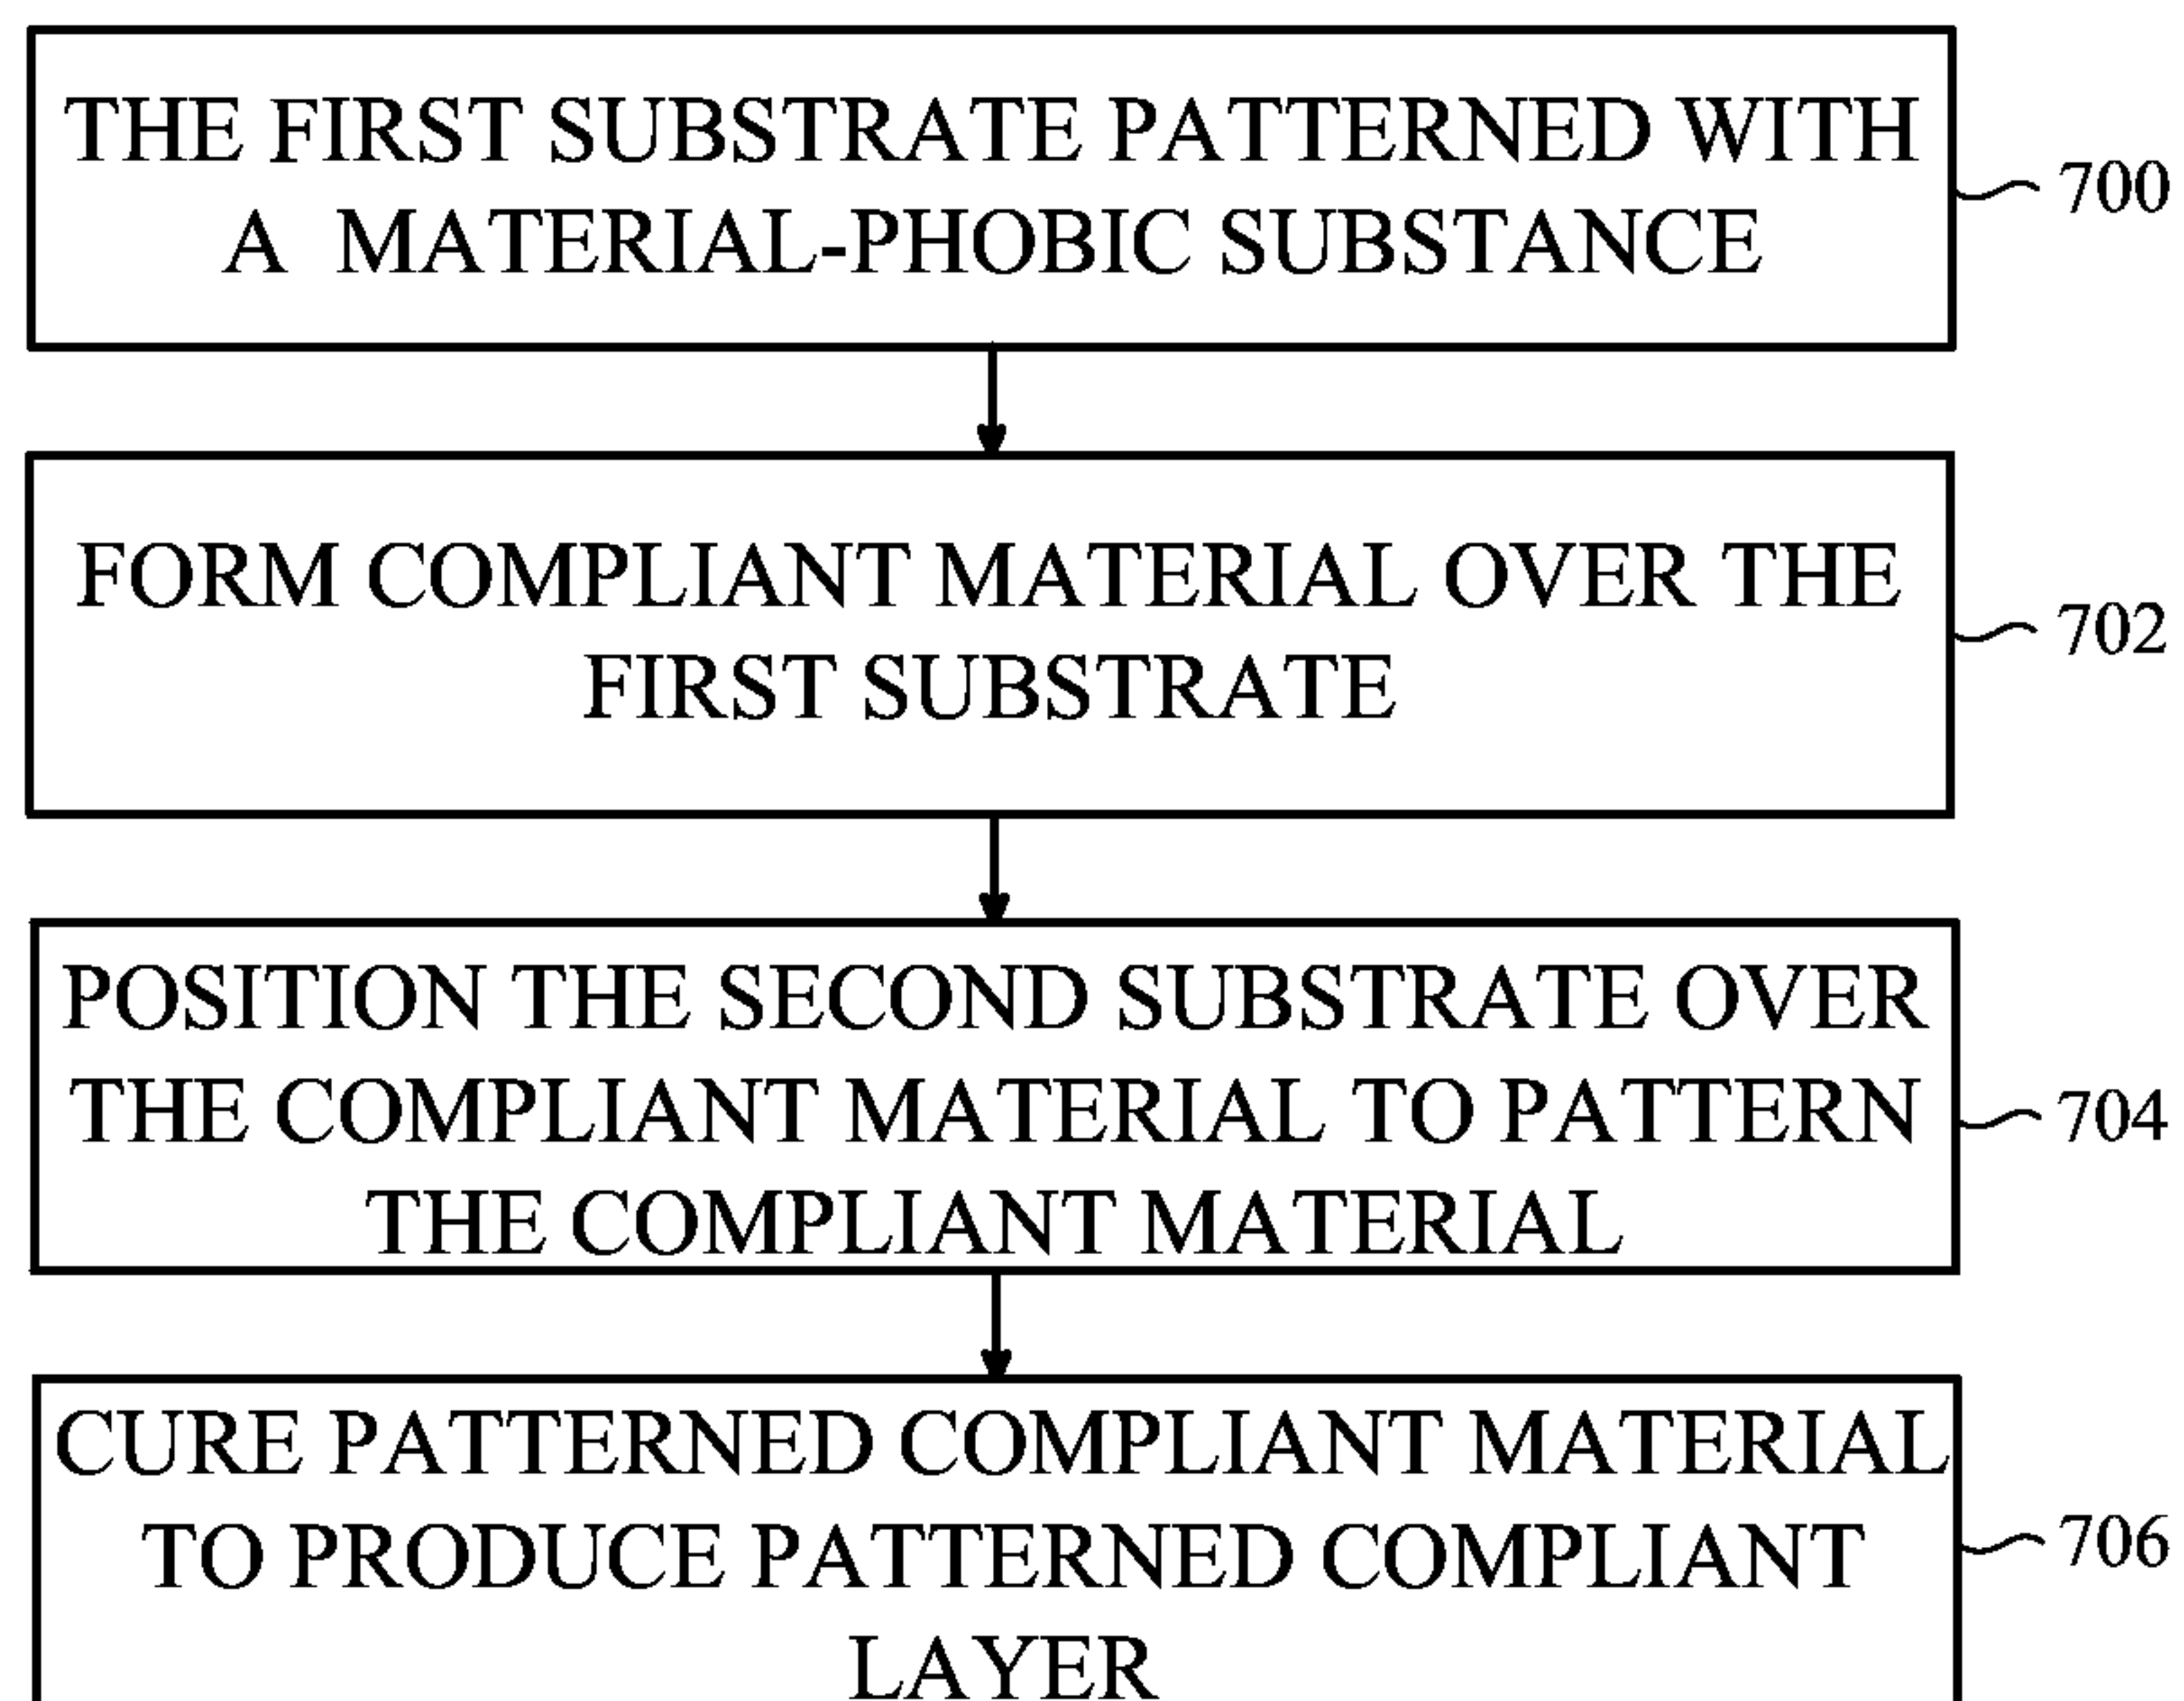 THE FIRST SUBSTRATE PATTERNED WITH
A MATERIAL-PHOBIC SUBSTANCE
700
FORM COMPLIANT MATERIAL OVER THE
FIRST SUBSTRATE
702
POSITION THE SECOND SUBSTRATE OVER
THE COMPLIANT MATERIAL TO PATTERN
THE COMPLIANT MATERIAL
704
CURE PATTERNED COMPLIANT MATERIAL
TO PRODUCE PATTERNED COMPLIANT
LAYER
706